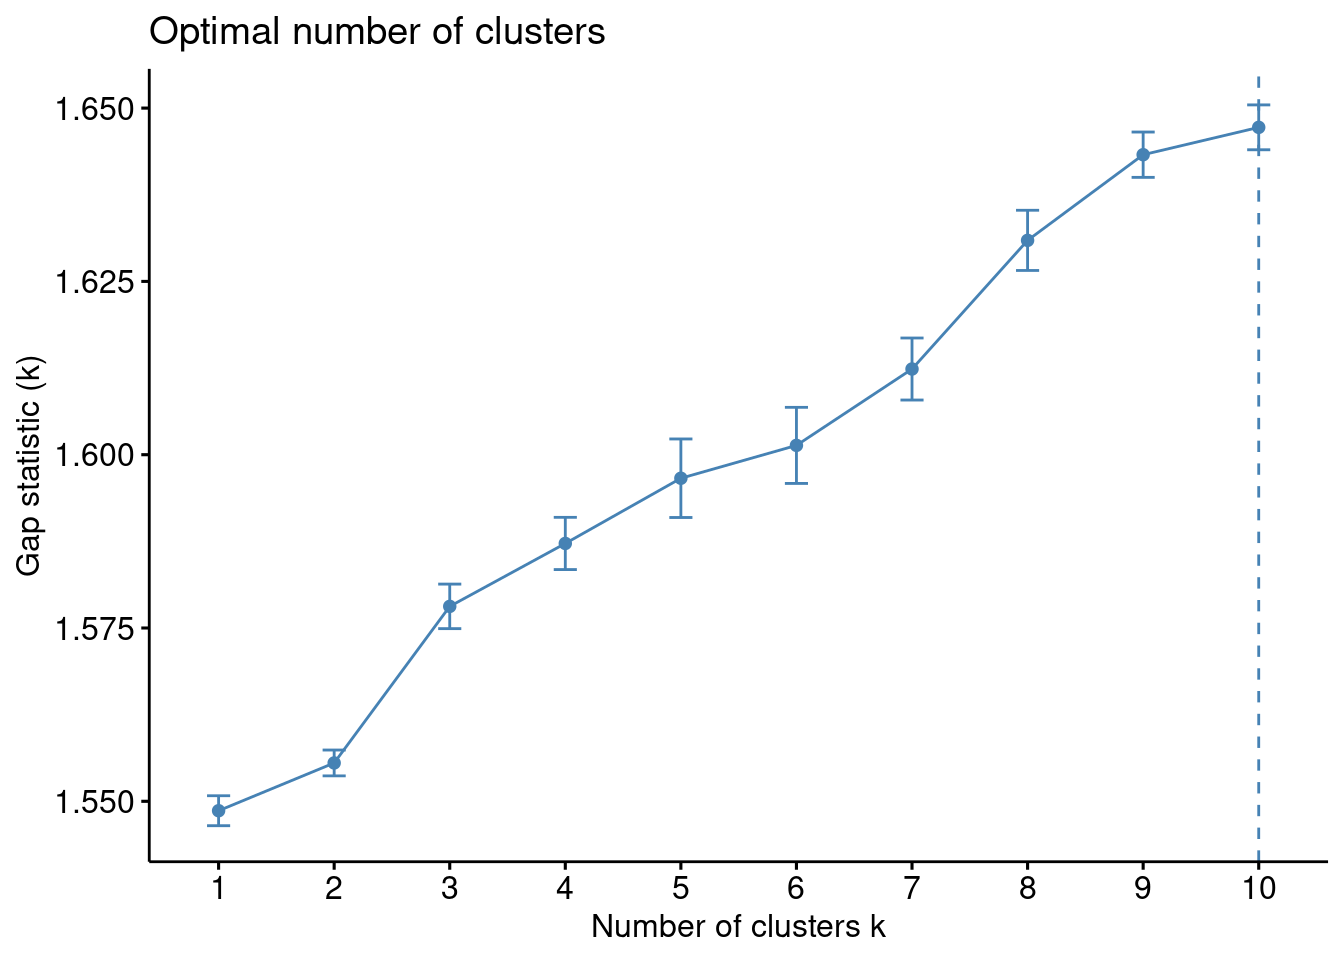 Optimal number of clusters
1.650
1.625
1.600
1.575
1.550
Gap statistic (k)
1 2 3 4 5 6 7 8 9 10
Number of clusters k